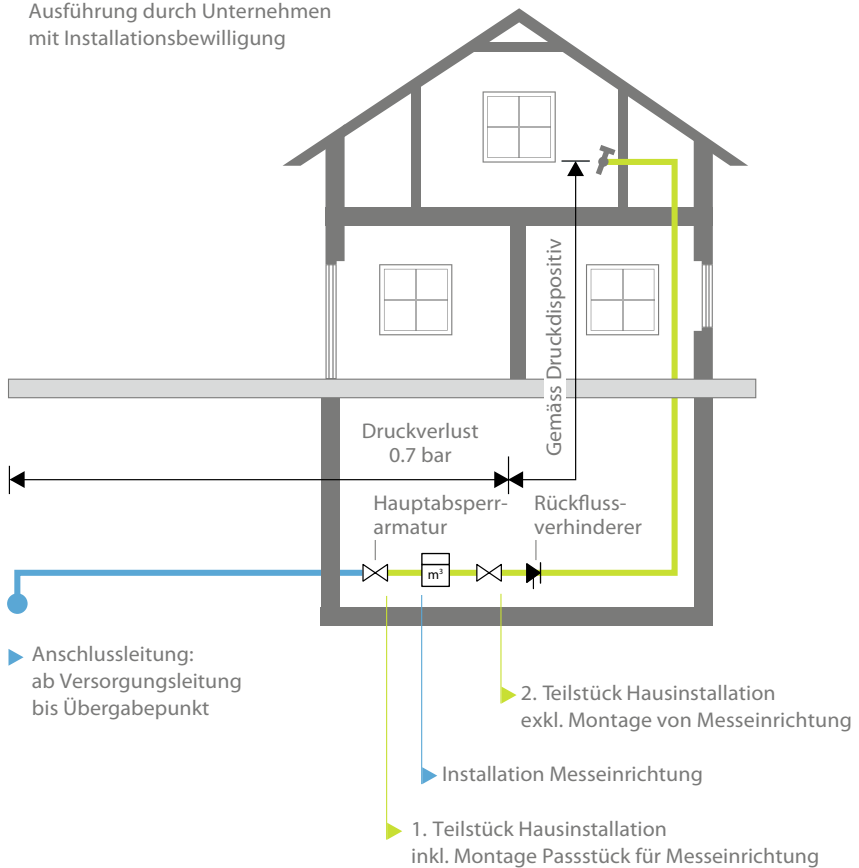 Ausführung durch Unternehmen
mit Installationsbewilligung
Gemäss Druckdispositiv
Druckverlust
0.7 bar
Hauptabsperr-
armatur
Rückfluss-
verhinderer
m³
Anschlussleitung:
ab Versorgungsleitung
bis Übergabepunkt
2. Teilstück Hausinstallation
exkl. Montage von Messeinrichtung
Installation Messeinrichtung
1. Teilstück Hausinstallation
inkl. Montage Passstück für Messeinrichtung